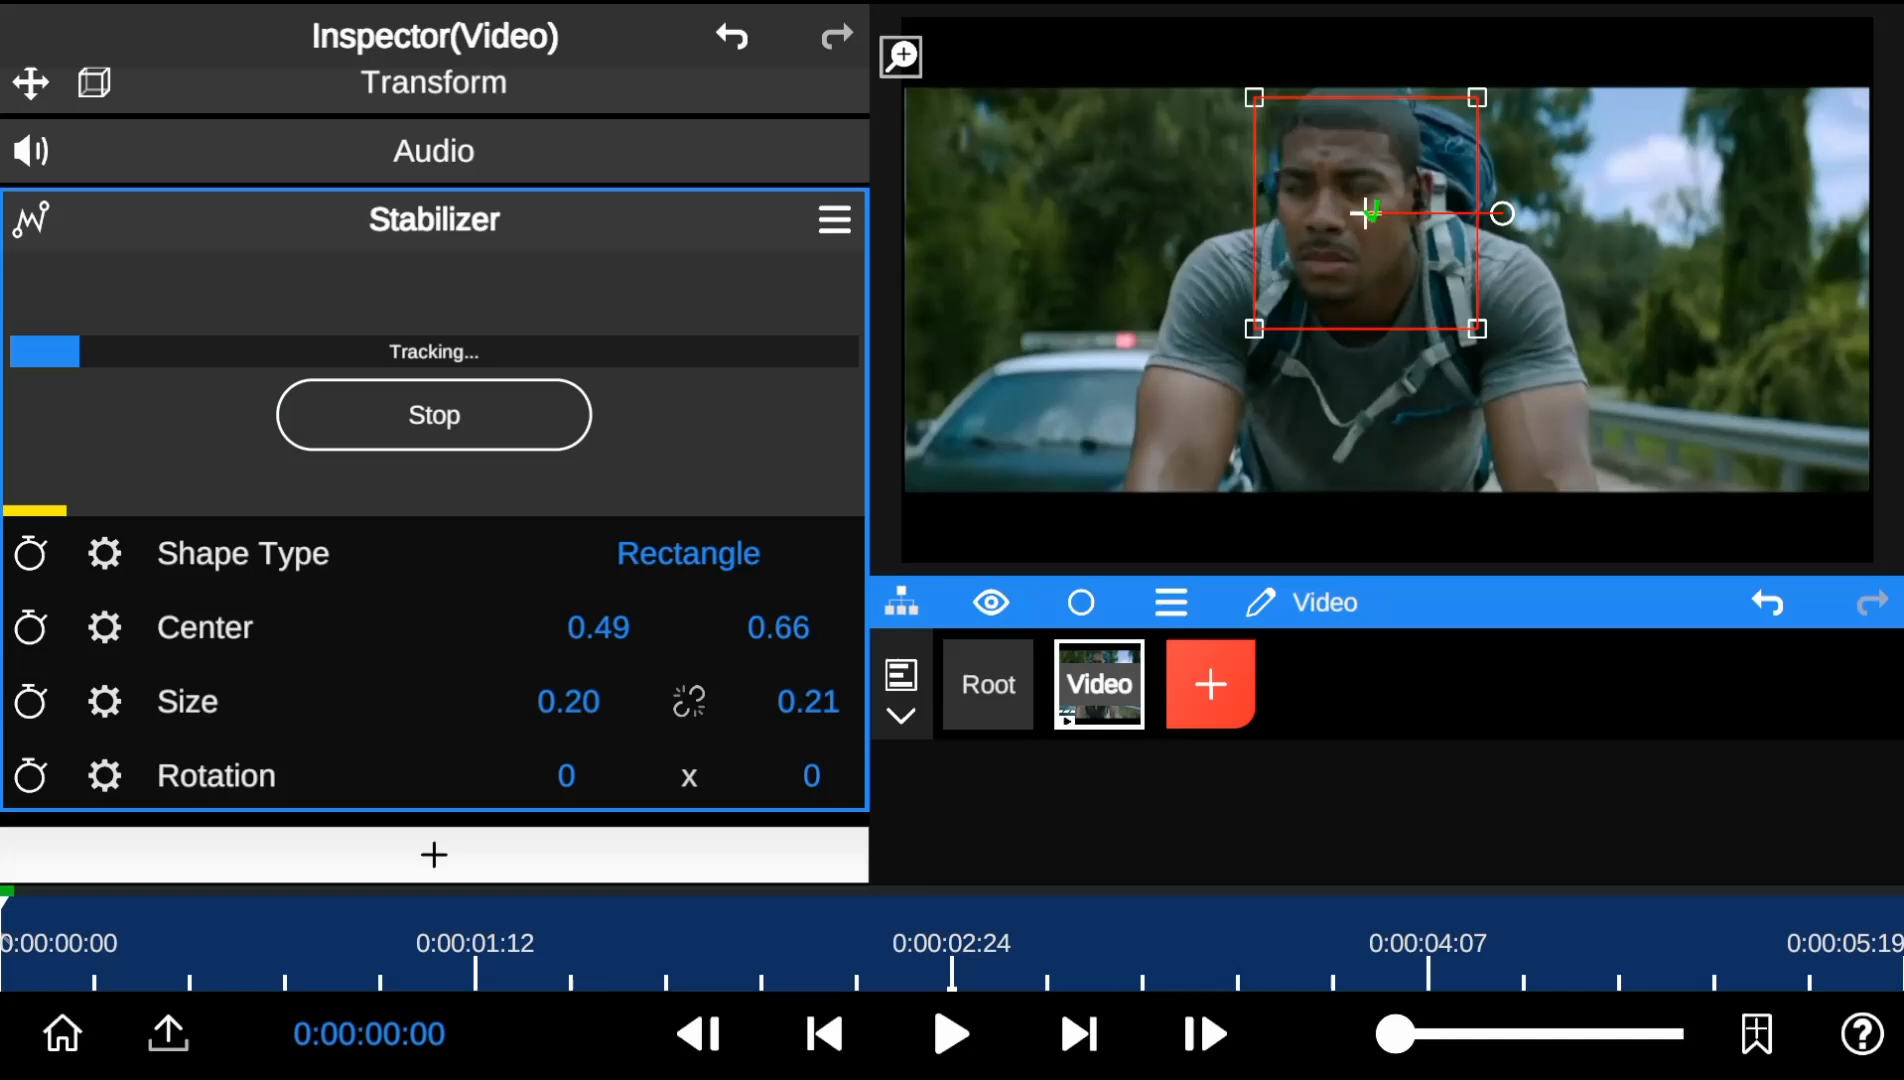 Inspector(Video)
Transform
Audio
Stabilizer
Tracking...
Stop
Shape Type Rectangle
Center 0.49 0.66
Size 0.20 0.21
Rotation 0 x 0
+
Video
Root Video +
0:00:00:00 0:00:01:12 0:00:02:24 0:00:04:07 0:00:05:19
0:00:00:00